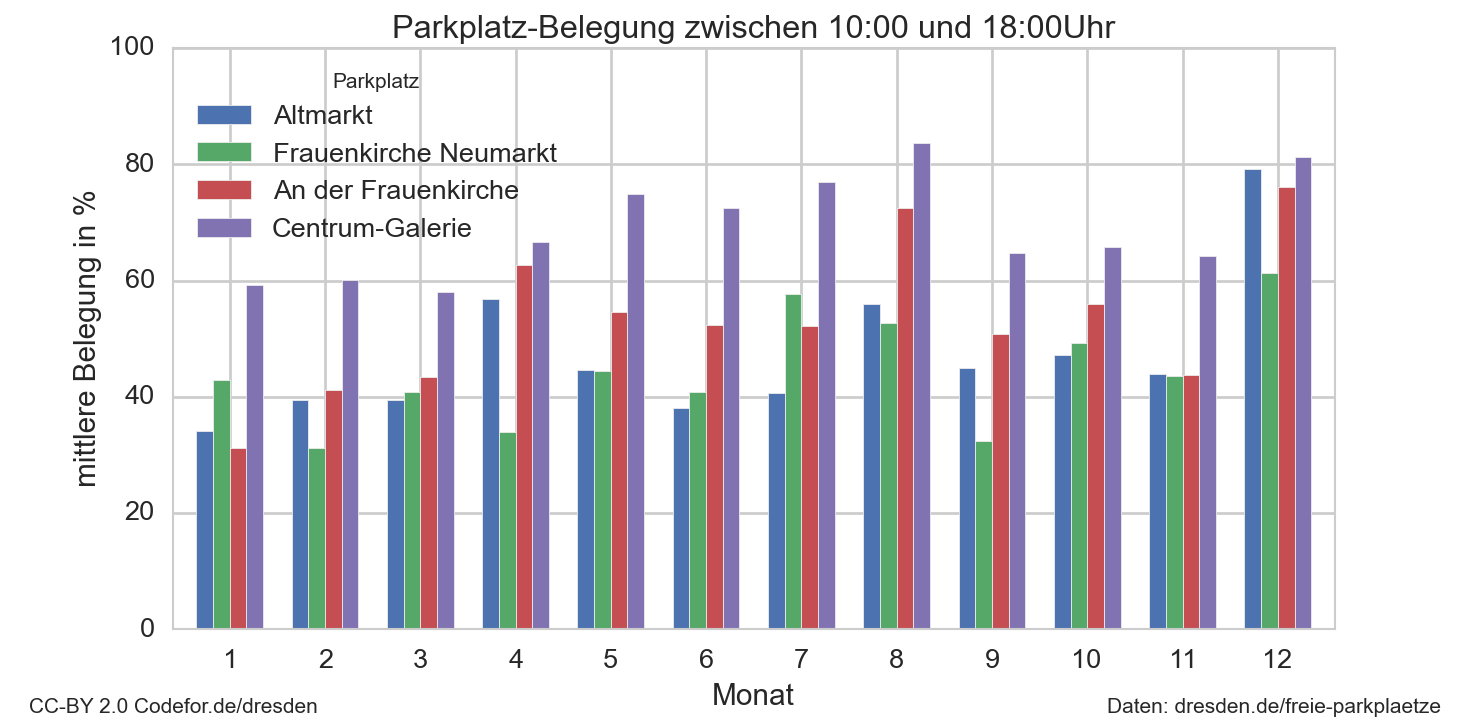 Parkplatz-Belegung zwischen 10:00 und 18:00Uhr
100
80
60
40
20
0
mittlere Belegung in %
Parkplatz
Altmarkt
Frauenkirche Neumarkt
An der Frauenkirche
Centrum-Galerie
1 2 3 4 5 6 7 8 9 10 11 12
Monat
CC-BY 2.0 Codefor.de/dresden
Daten: dresden.de/freie-parkplaetze